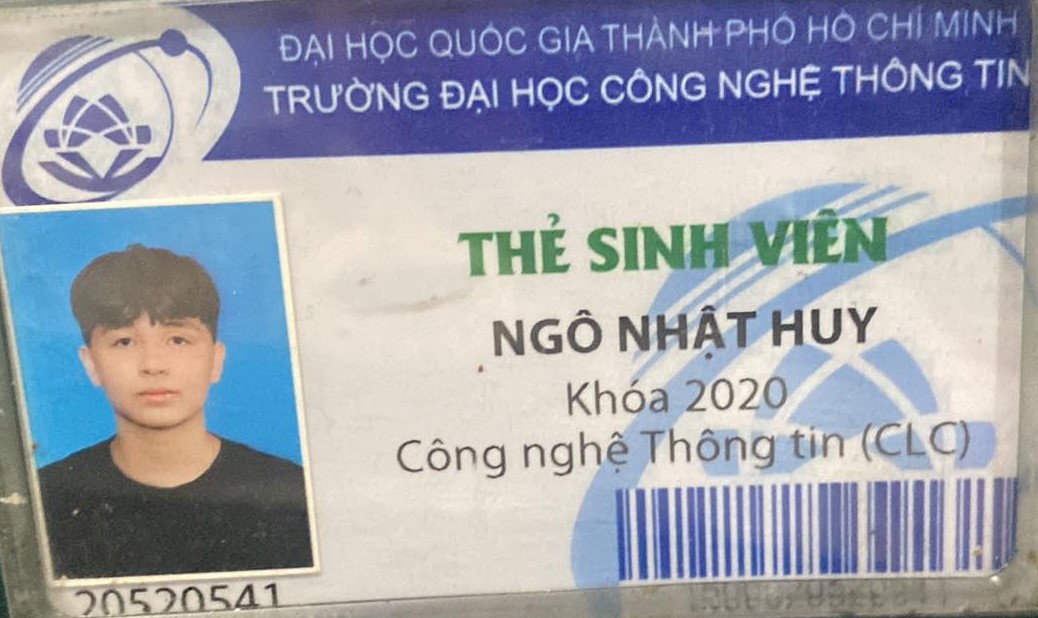 ĐẠI HỌC QUỐC GIA THÀNH PHỐ HỒ CHÍ MINH
TRƯỜNG ĐẠI HỌC CÔNG NGHỆ THÔNG TIN
THẺ SINH VIÊN
NGÔ NHẬT HUY
Khóa 2020
Công nghệ Thông tin (CLC)
20520541